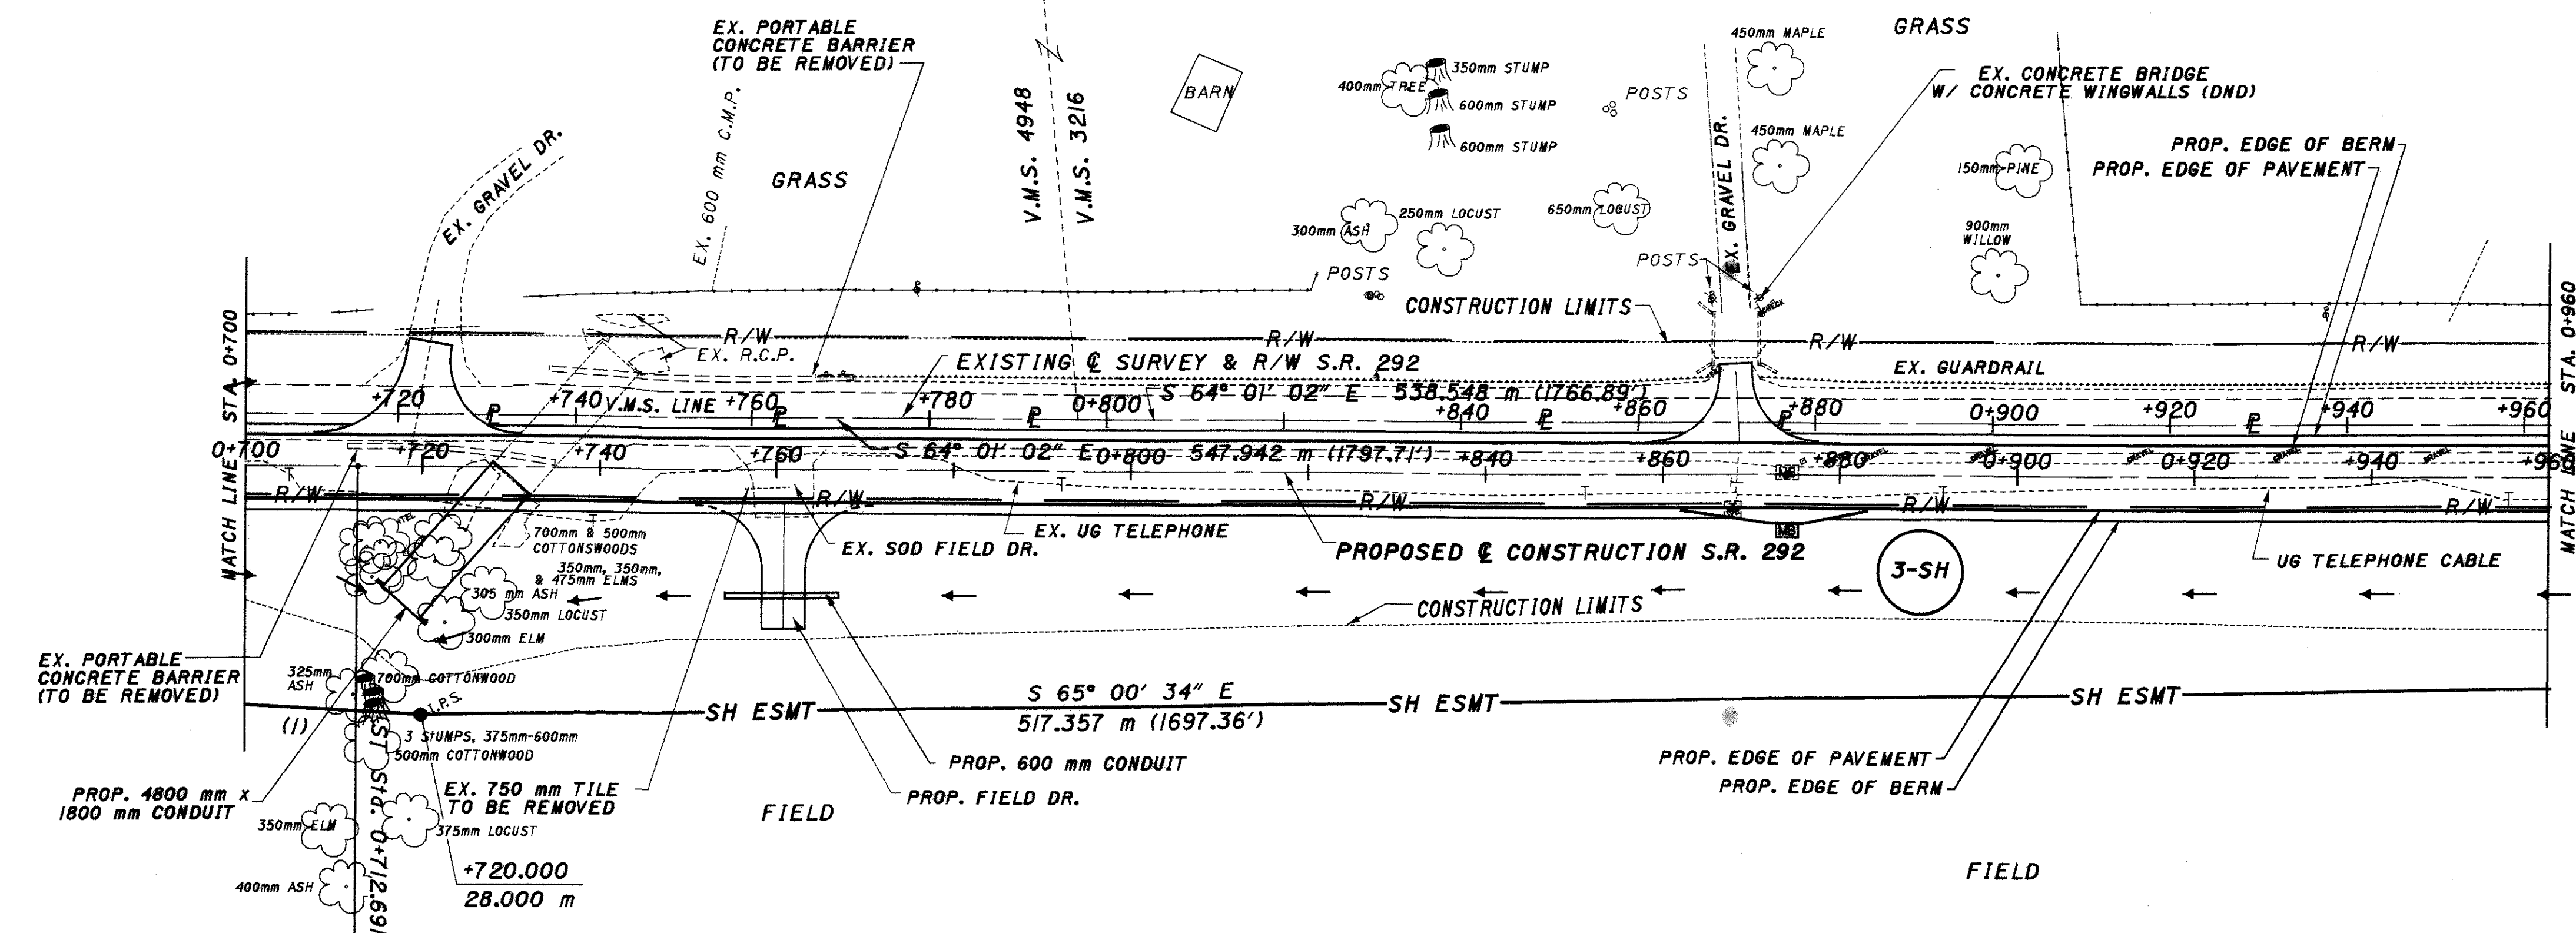 EX. PORTABLE
CONCRETE BARRIER
(TO BE REMOVED)
EX. 600 mm C.M.P.
EX. GRAVEL DR.
GRASS
V.M.S. 4948
V.M.S. 3216
BARN
400mm TREE
350mm STUMP
600mm STUMP
600mm STUMP
POSTS
300mm ASH
250mm LOCUST
650mm LOCUST
POSTS
POSTS
EX. GRAVEL DR.
450mm MAPLE
450mm MAPLE
GRASS
EX. CONCRETE BRIDGE
W/ CONCRETE WINGWALLS (DND)
150mm PINE
900mm
WILLOW
PROP. EDGE OF BERM
PROP. EDGE OF PAVEMENT
CONSTRUCTION LIMITS
MATCH LINE STA. 0+700
MATCH LINE STA. 0+960
R/W
R/W
R/W
R/W
EX. R.C.P.
EXISTING ℄ SURVEY & R/W S.R. 292
EX. GUARDRAIL
S 64° 01' 02" E 538.548 m (1766.89')
+720
+740
V.M.S. LINE
+760
+780
0+800
+840
+860
+880
0+900
+920
+940
+960
0+700
+720
+740
+760
S 64° 01' 02" E
0+800
547.942 m (1797.71')
+840
+860
+880
0+900
0+920
+940
+960
R/W
R/W
R/W
R/W
R/W
MB
MB
EX. UG TELEPHONE
EX. SOD FIELD DR.
PROPOSED ℄ CONSTRUCTION S.R. 292
UG TELEPHONE CABLE
3-SH
700mm & 500mm
COTTONSWOODS
350mm, 350mm,
& 475mm ELMS
305 mm ASH
350mm LOCUST
300mm ELM
CONSTRUCTION LIMITS
EX. PORTABLE
CONCRETE BARRIER
(TO BE REMOVED)
325mm
ASH
700mm COTTONWOOD
I.P.S.
(1)
SH ESMT
S 65° 00' 34" E
517.357 m (1697.36')
SH ESMT
SH ESMT
3 STUMPS, 375mm-600mm
500mm COTTONWOOD
PROP. 4800 mm x
1800 mm CONDUIT
EX. 750 mm TILE
TO BE REMOVED
PROP. 600 mm CONDUIT
PROP. FIELD DR.
PROP. EDGE OF PAVEMENT
PROP. EDGE OF BERM
350mm ELM
375mm LOCUST
400mm ASH
FIELD
FIELD
+720.000
28.000 m